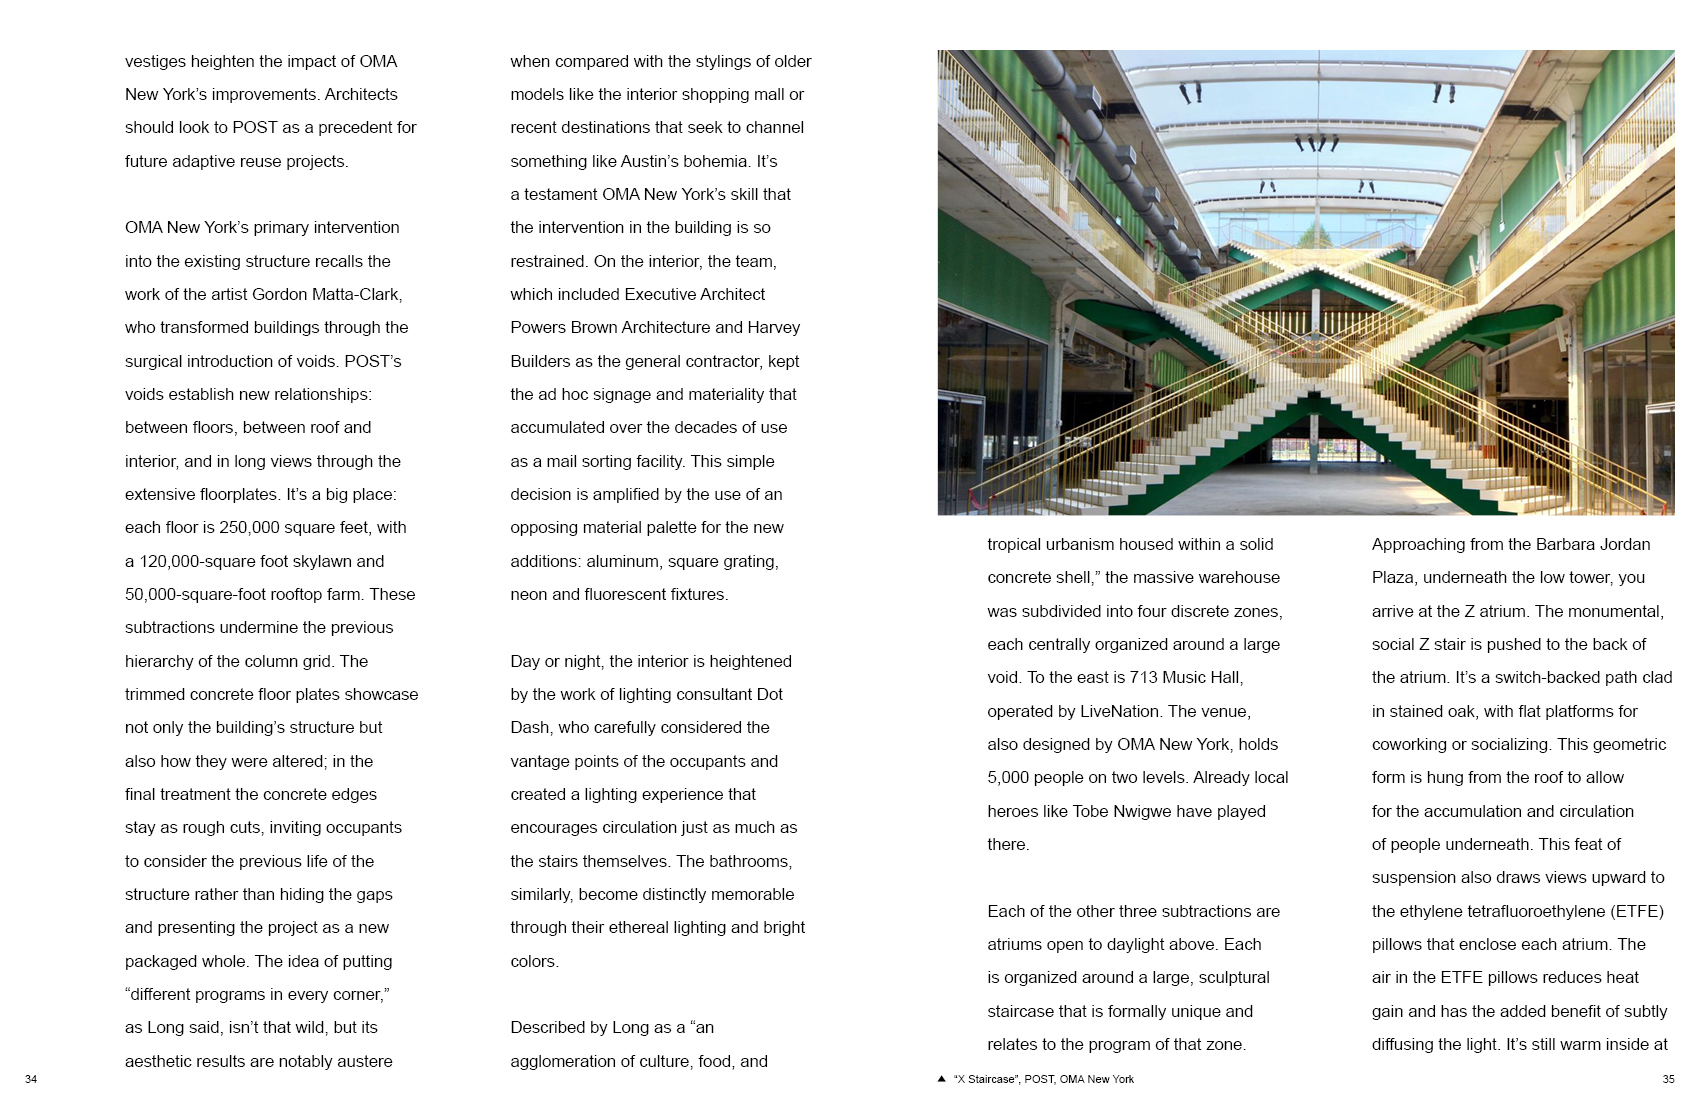 vestiges heighten the impact of OMA
New York’s improvements. Architects
should look to POST as a precedent for
future adaptive reuse projects.
OMA New York’s primary intervention
into the existing structure recalls the
work of the artist Gordon Matta-Clark,
who transformed buildings through the
surgical introduction of voids. POST’s
voids establish new relationships:
between floors, between roof and
interior, and in long views through the
extensive floorplates. It’s a big place:
each floor is 250,000 square feet, with
a 120,000-square foot skylawn and
50,000-square-foot rooftop farm. These
subtractions undermine the previous
hierarchy of the column grid. The
trimmed concrete floor plates showcase
not only the building’s structure but
also how they were altered; in the
final treatment the concrete edges
stay as rough cuts, inviting occupants
to consider the previous life of the
structure rather than hiding the gaps
and presenting the project as a new
packaged whole. The idea of putting
“different programs in every corner,”
as Long said, isn’t that wild, but its
aesthetic results are notably austere
when compared with the stylings of older
models like the interior shopping mall or
recent destinations that seek to channel
something like Austin’s bohemia. It’s
a testament OMA New York’s skill that
the intervention in the building is so
restrained. On the interior, the team,
which included Executive Architect
Powers Brown Architecture and Harvey
Builders as the general contractor, kept
the ad hoc signage and materiality that
accumulated over the decades of use
as a mail sorting facility. This simple
decision is amplified by the use of an
opposing material palette for the new
additions: aluminum, square grating,
neon and fluorescent fixtures.
Day or night, the interior is heightened
by the work of lighting consultant Dot
Dash, who carefully considered the
vantage points of the occupants and
created a lighting experience that
encourages circulation just as much as
the stairs themselves. The bathrooms,
similarly, become distinctly memorable
through their ethereal lighting and bright
colors.
Described by Long as a “an
agglomeration of culture, food, and
34
tropical urbanism housed within a solid
concrete shell,” the massive warehouse
was subdivided into four discrete zones,
each centrally organized around a large
void. To the east is 713 Music Hall,
operated by LiveNation. The venue,
also designed by OMA New York, holds
5,000 people on two levels. Already local
heroes like Tobe Nwigwe have played
there.
Each of the other three subtractions are
atriums open to daylight above. Each
is organized around a large, sculptural
staircase that is formally unique and
relates to the program of that zone.
Approaching from the Barbara Jordan
Plaza, underneath the low tower, you
arrive at the Z atrium. The monumental,
social Z stair is pushed to the back of
the atrium. It’s a switch-backed path clad
in stained oak, with flat platforms for
coworking or socializing. This geometric
form is hung from the roof to allow
for the accumulation and circulation
of people underneath. This feat of
suspension also draws views upward to
the ethylene tetrafluoroethylene (ETFE)
pillows that enclose each atrium. The
air in the ETFE pillows reduces heat
gain and has the added benefit of subtly
diffusing the light. It’s still warm inside at
▲ “X Staircase”, POST, OMA New York
35